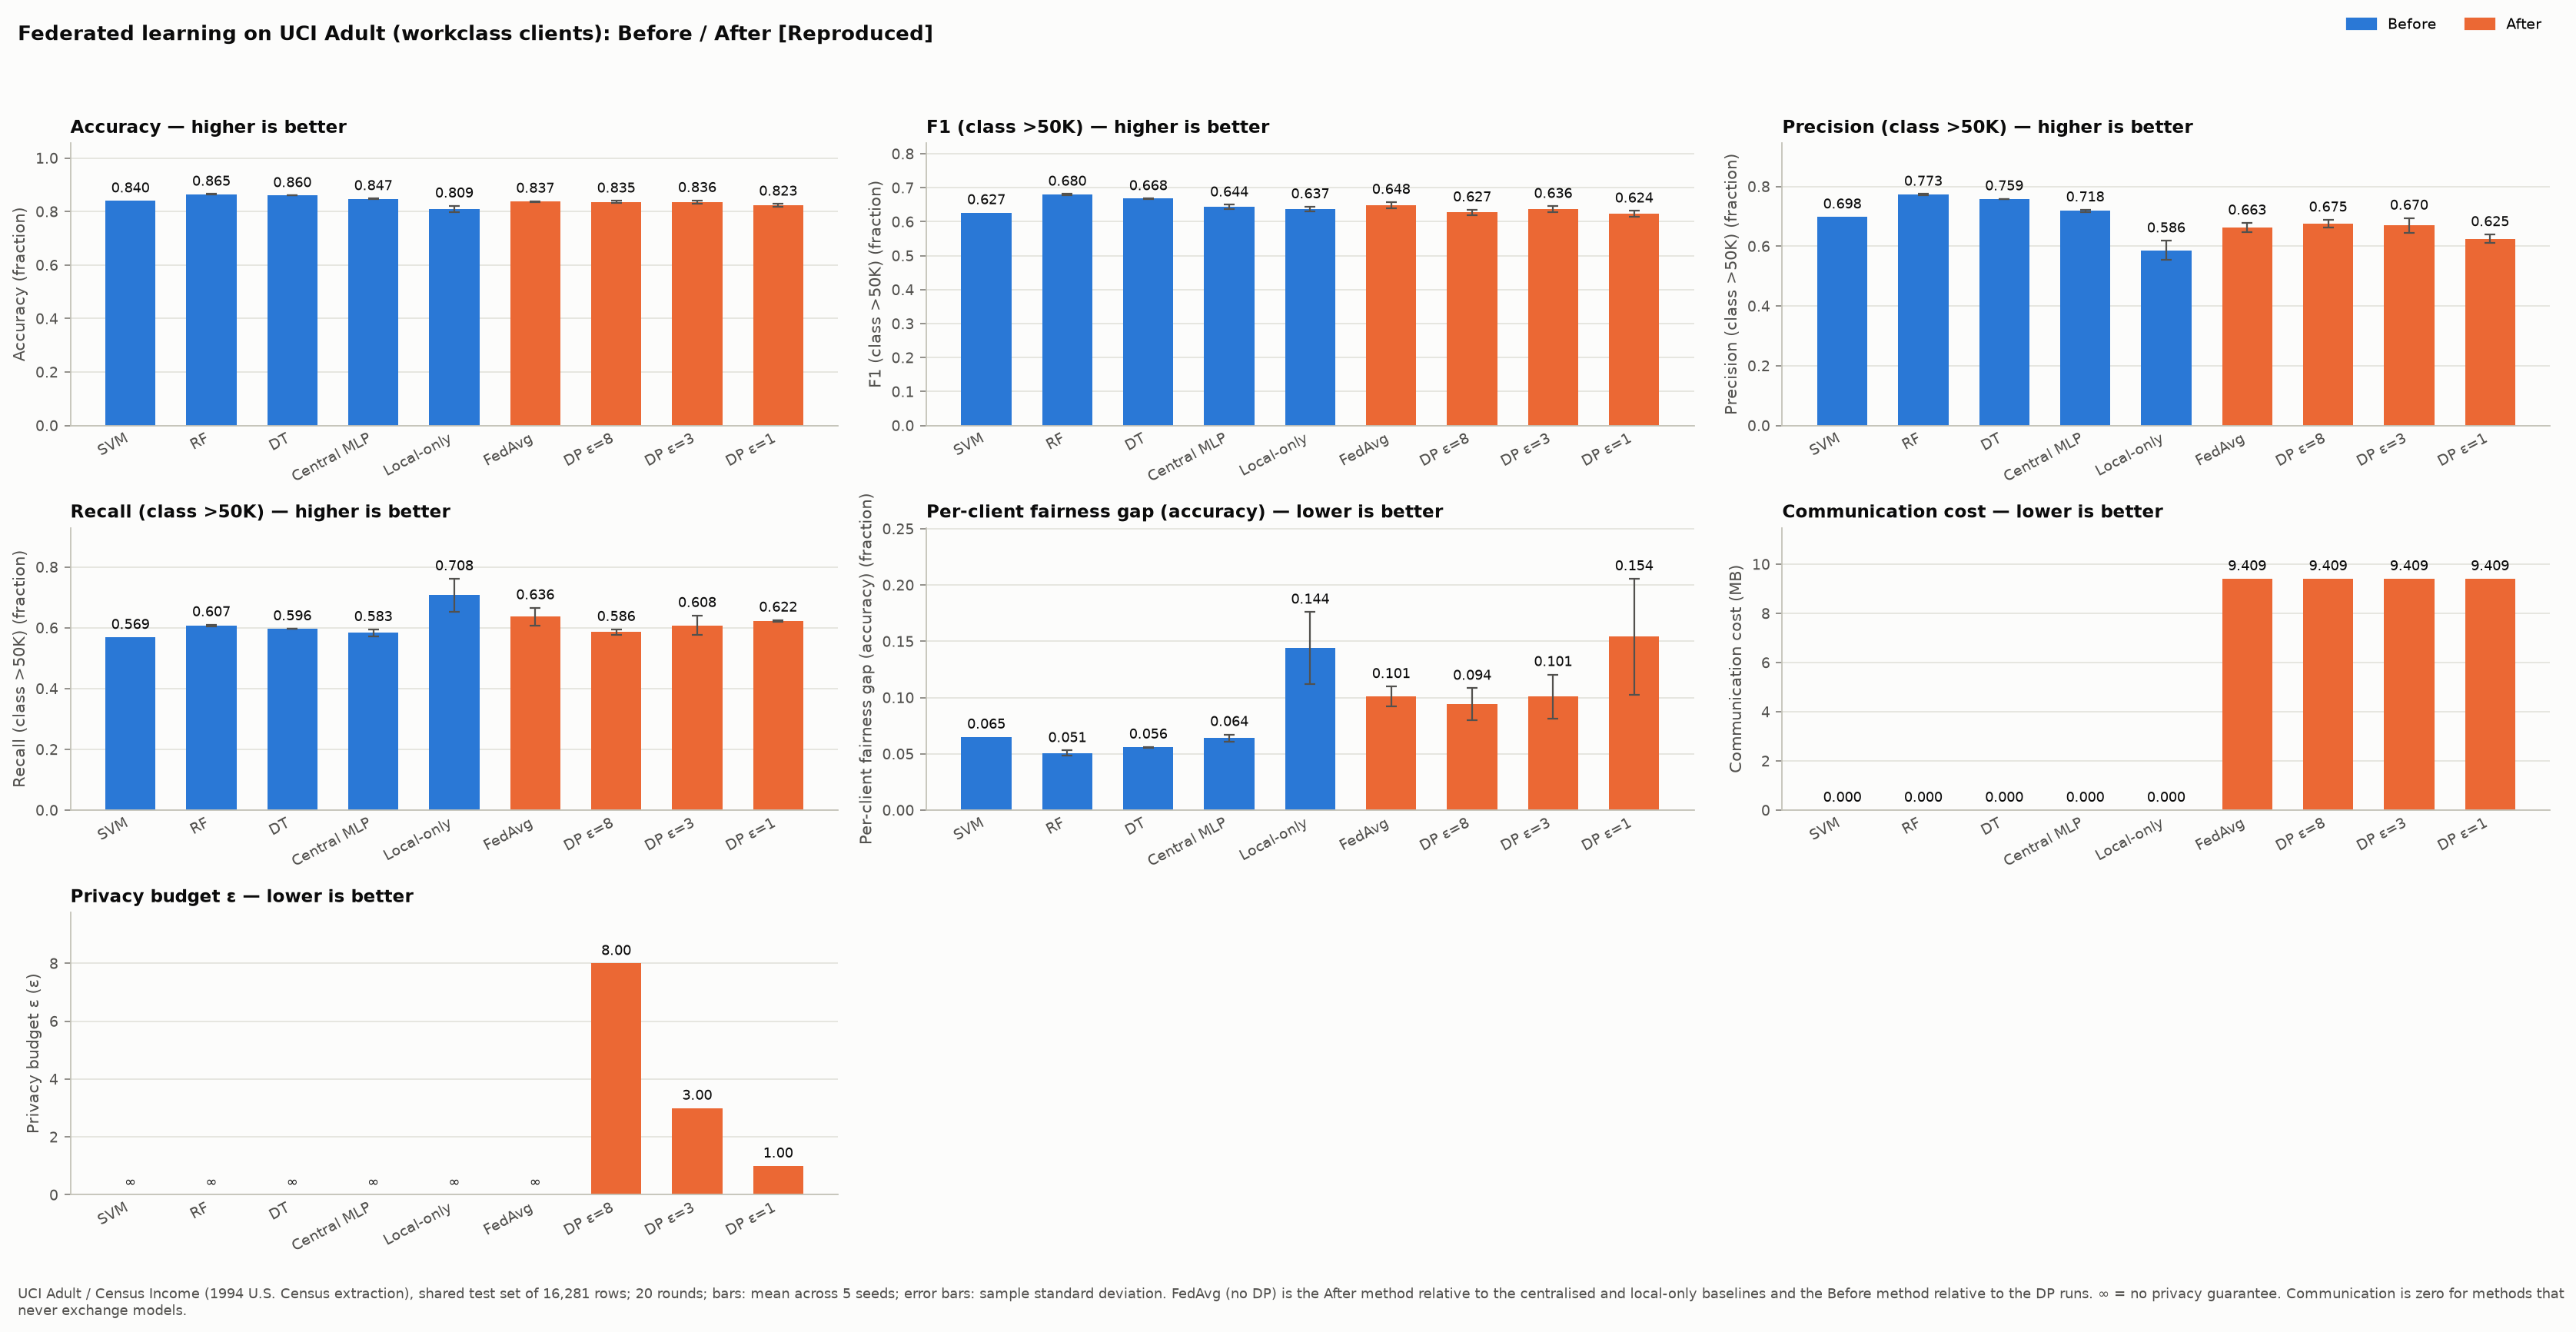 Federated learning on UCI Adult (workclass clients): Before / After [Reproduced]
Before
After
Accuracy — higher is better
Accuracy (fraction)
1.0
0.8
0.6
0.4
0.2
0.0
0.840
0.865
0.860
0.847
0.809
0.837
0.835
0.836
0.823
SVM
RF
DT
Central MLP
Local-only
FedAvg
DP ε=8
DP ε=3
DP ε=1
F1 (class >50K) — higher is better
F1 (class >50K) (fraction)
0.8
0.7
0.6
0.5
0.4
0.3
0.2
0.1
0.0
0.627
0.680
0.668
0.644
0.637
0.648
0.627
0.636
0.624
SVM
RF
DT
Central MLP
Local-only
FedAvg
DP ε=8
DP ε=3
DP ε=1
Precision (class >50K) — higher is better
Precision (class >50K) (fraction)
0.8
0.6
0.4
0.2
0.0
0.698
0.773
0.759
0.718
0.586
0.663
0.675
0.670
0.625
SVM
RF
DT
Central MLP
Local-only
FedAvg
DP ε=8
DP ε=3
DP ε=1
Recall (class >50K) — higher is better
Recall (class >50K) (fraction)
0.8
0.6
0.4
0.2
0.0
0.569
0.607
0.596
0.583
0.708
0.636
0.586
0.608
0.622
SVM
RF
DT
Central MLP
Local-only
FedAvg
DP ε=8
DP ε=3
DP ε=1
Per-client fairness gap (accuracy) — lower is better
Per-client fairness gap (accuracy) (fraction)
0.25
0.20
0.15
0.10
0.05
0.00
0.065
0.051
0.056
0.064
0.144
0.101
0.094
0.101
0.154
SVM
RF
DT
Central MLP
Local-only
FedAvg
DP ε=8
DP ε=3
DP ε=1
Communication cost — lower is better
Communication cost (MB)
10
8
6
4
2
0
0.000
0.000
0.000
0.000
0.000
9.409
9.409
9.409
9.409
SVM
RF
DT
Central MLP
Local-only
FedAvg
DP ε=8
DP ε=3
DP ε=1
Privacy budget ε — lower is better
Privacy budget ε (ε)
8
6
4
2
0
∞
∞
∞
∞
∞
∞
8.00
3.00
1.00
SVM
RF
DT
Central MLP
Local-only
FedAvg
DP ε=8
DP ε=3
DP ε=1
UCI Adult / Census Income (1994 U.S. Census extraction), shared test set of 16,281 rows; 20 rounds; bars: mean across 5 seeds; error bars: sample standard deviation. FedAvg (no DP) is the After method relative to the centralised and local-only baselines and the Before method relative to the DP runs. ∞ = no privacy guarantee. Communication is zero for methods that
never exchange models.